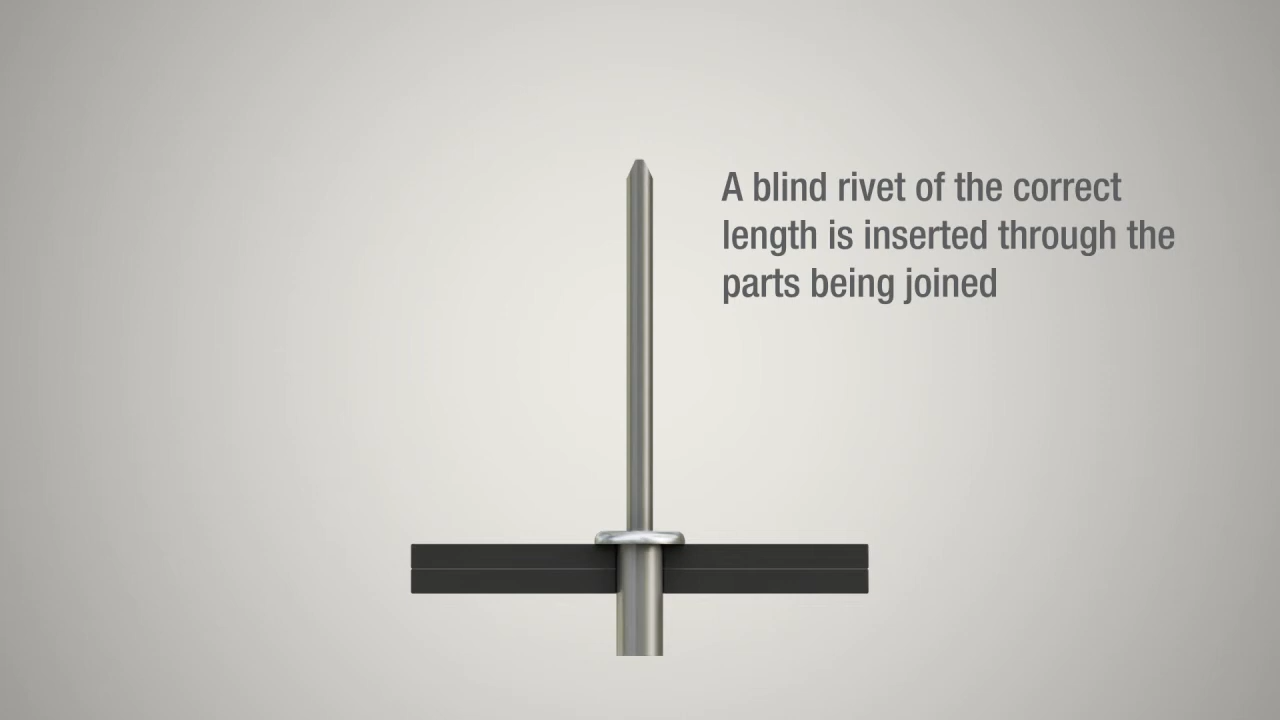 A blind rivet of the correct
length is inserted through the
parts being joined